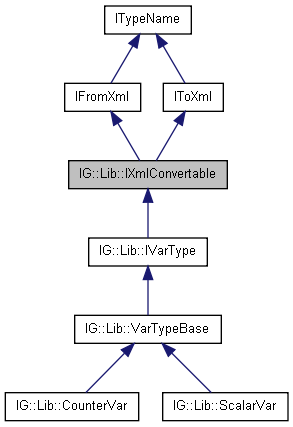 ITypeName
IFromXml
IToXml
IG::Lib::IXmlConvertable
IG::Lib::IVarType
IG::Lib::VarTypeBase
IG::Lib::CounterVar
IG::Lib::ScalarVar